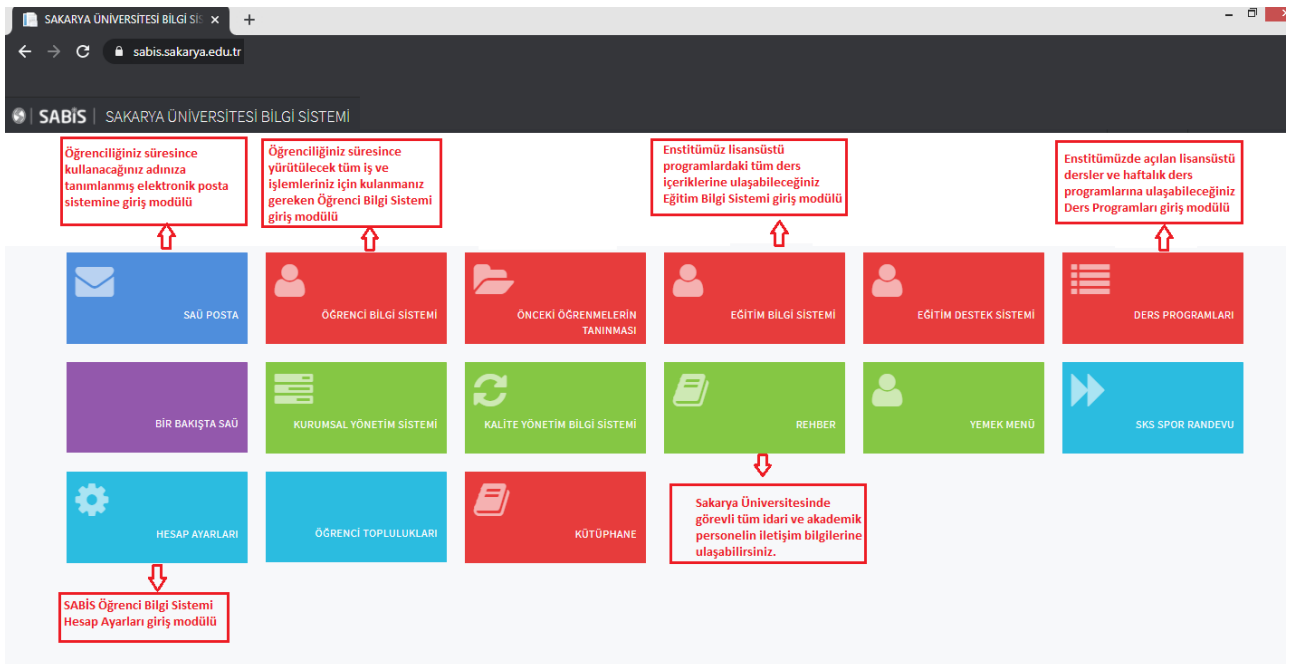 SAKARYA ÜNİVERSİTESİ BİLGİ SİS
sabis.sakarya.edu.tr
SABİS | SAKARYA ÜNİVERSİTESİ BİLGİ SİSTEMİ
Öğrenciliğiniz süresince
kullanacağınız adınıza
tanımlanmış elektronik posta
sistemine giriş modülü
Öğrenciliğiniz süresince
yürütülecek tüm iş ve
işlemleriniz için kulanmanız
gereken Öğrenci Bilgi Sistemi
giriş modülü
Enstitümüz lisansüstü
programlardaki tüm ders
içeriklerine ulaşabileceğiniz
Eğitim Bilgi Sistemi giriş modülü
Enstitümüzde açılan lisansüstü
dersler ve haftalık ders
programlarına ulaşabileceğiniz
Ders Programları giriş modülü
SAÜ POSTA
ÖĞRENCİ BİLGİ SİSTEMİ
ÖNCEKİ ÖĞRENMELERİN
TANINMASI
EĞİTİM BİLGİ SİSTEMİ
EĞİTİM DESTEK SİSTEMİ
DERS PROGRAMLARI
BİR BAKIŞTA SAÜ
KURUMSAL YÖNETİM SİSTEMİ
KALİTE YÖNETİM BİLGİ SİSTEMİ
REHBER
YEMEK MENÜ
SKS SPOR RANDEVU
HESAP AYARLARI
ÖĞRENCİ TOPLULUKLARI
KÜTÜPHANE
Sakarya Üniversitesinde
görevli tüm idari ve akademik
personelin iletişim bilgilerine
ulaşabilirsiniz.
SABİS Öğrenci Bilgi Sistemi
Hesap Ayarları giriş modülü